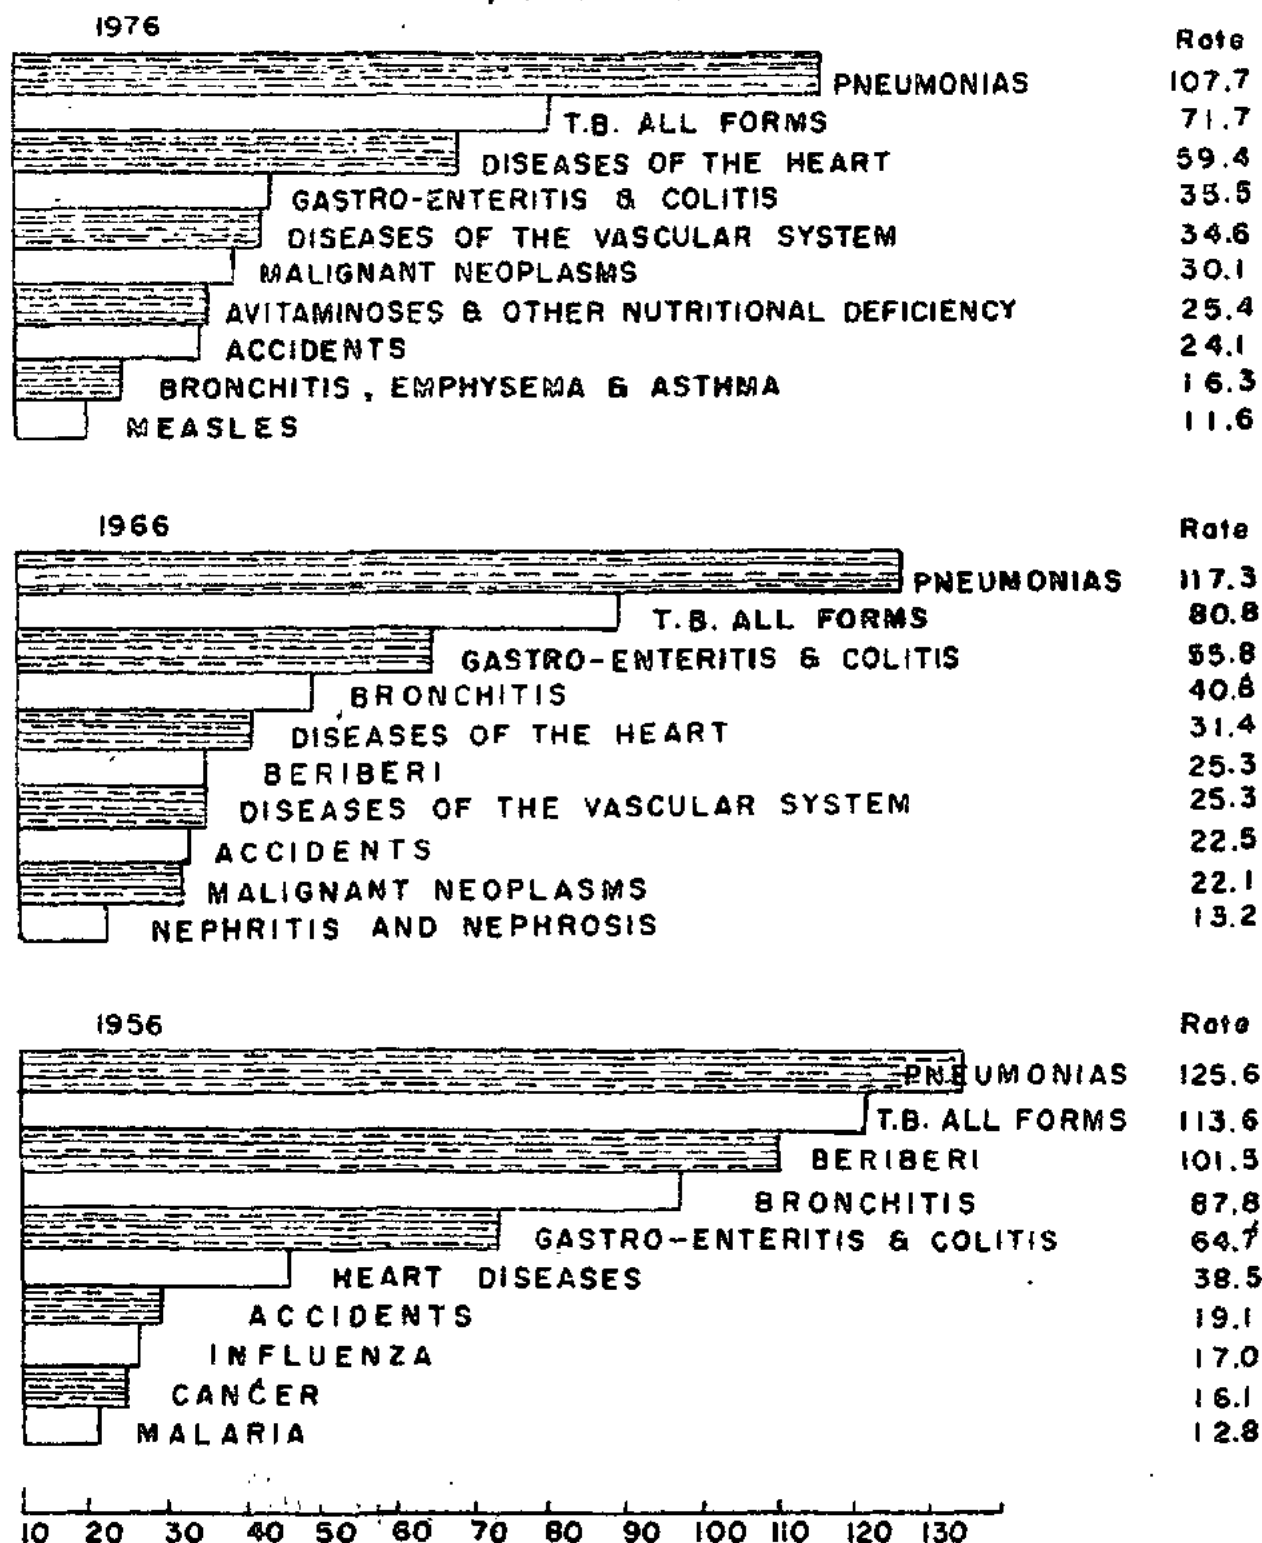 1976
Rate
PNEUMONIAS 107.7
T.B. ALL FORMS 71.7
DISEASES OF THE HEART 59.4
GASTRO-ENTERITIS & COLITIS 35.5
DISEASES OF THE VASCULAR SYSTEM 34.6
MALIGNANT NEOPLASMS 30.1
AVITAMINOSES & OTHER NUTRITIONAL DEFICIENCY 25.4
ACCIDENTS 24.1
BRONCHITIS, EMPHYSEMA & ASTHMA 16.3
MEASLES 11.6
1966 Rate
PNEUMONIAS 117.3
T.B. ALL FORMS 80.8
GASTRO-ENTERITIS & COLITIS 55.8
BRONCHITIS 40.8
DISEASES OF THE HEART 31.4
BERIBERI 25.3
DISEASES OF THE VASCULAR SYSTEM 25.3
ACCIDENTS 22.5
MALIGNANT NEOPLASMS 22.1
NEPHRITIS AND NEPHROSIS 13.2
1956 Rate
PNEUMONIAS 125.6
T.B. ALL FORMS 113.6
BERIBERI 101.5
BRONCHITIS 87.8
GASTRO-ENTERITIS & COLITIS 64.7
HEART DISEASES 38.5
ACCIDENTS 19.1
INFLUENZA 17.0
CANCER 16.1
MALARIA 12.8
10 20 30 40 50 60 70 80 90 100 110 120 130